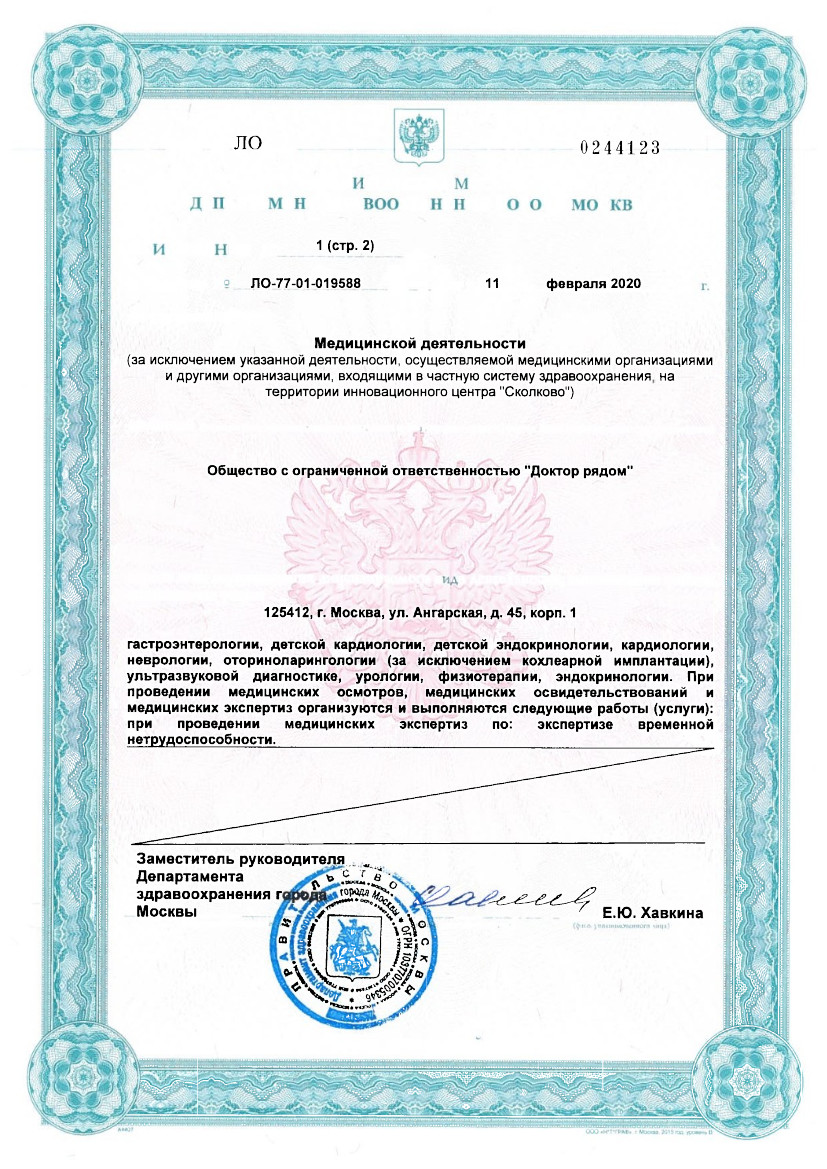 ЛО
0244123
И М
Д П М Н ВОО Н Н О О МО КВ
И Н 1 (стр. 2)
№ ЛО-77-01-019588 11 февраля 2020 г.
Медицинской деятельности
(за исключением указанной деятельности, осуществляемой медицинскими организациями
и другими организациями, входящими в частную систему здравоохранения, на
территории инновационного центра "Сколково")
Общество с ограниченной ответственностью "Доктор рядом"
ИД
125412, г. Москва, ул. Ангарская, д. 45, корп. 1
гастроэнтерологии, детской кардиологии, детской эндокринологии, кардиологии,
неврологии, оториноларингологии (за исключением кохлеарной имплантации),
ультразвуковой диагностике, урологии, физиотерапии, эндокринологии. При
проведении медицинских осмотров, медицинских освидетельствований и
медицинских экспертиз организуются и выполняются следующие работы (услуги):
при проведении медицинских экспертиз по: экспертизе временной
нетрудоспособности.
Заместитель руководителя
Департамента
здравоохранения города
Москвы
Е.Ю. Хавкина
(ф.и.о. уполномоченного лица)
ПРАВИТЕЛЬСТВО МОСКВЫ
Департамент здравоохранения города Москвы * ОГРН 1037707005346 *